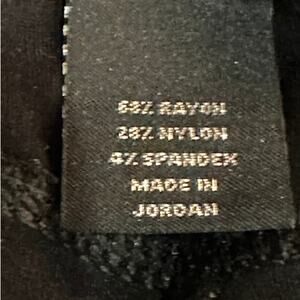 68% RAYON
28% NYLON
4% SPANDEX
MADE IN
JORDAN